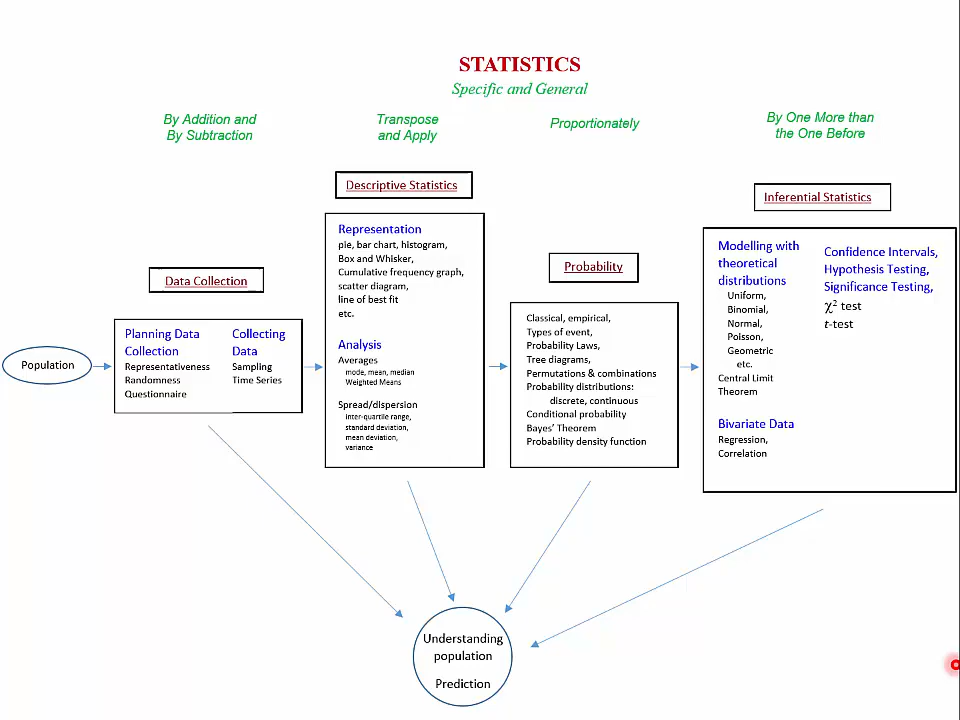 STATISTICS
Specific and General
By Addition and
By Subtraction
Transpose
and Apply
Proportionately
By One More than
the One Before
Population
Data Collection
Planning Data
Collection
Representativeness
Randomness
Questionnaire
Collecting
Data
Sampling
Time Series
Descriptive Statistics
Representation
pie, bar chart, histogram,
Box and Whisker,
Cumulative frequency graph,
scatter diagram,
line of best fit
etc.
Analysis
Averages
mode, mean, median
Weighted Means
Spread/dispersion
inter-quartile range,
standard deviation,
mean deviation,
variance
Probability
Classical, empirical,
Types of event,
Probability Laws,
Tree diagrams,
Permutations & combinations
Probability distributions:
discrete, continuous
Conditional probability
Bayes’ Theorem
Probability density function
Inferential Statistics
Modelling with
theoretical
distributions
Uniform,
Binomial,
Normal,
Poisson,
Geometric
etc.
Central Limit
Theorem
Bivariate Data
Regression,
Correlation
Confidence Intervals,
Hypothesis Testing,
Significance Testing,
χ² test
t-test
Understanding
population
Prediction